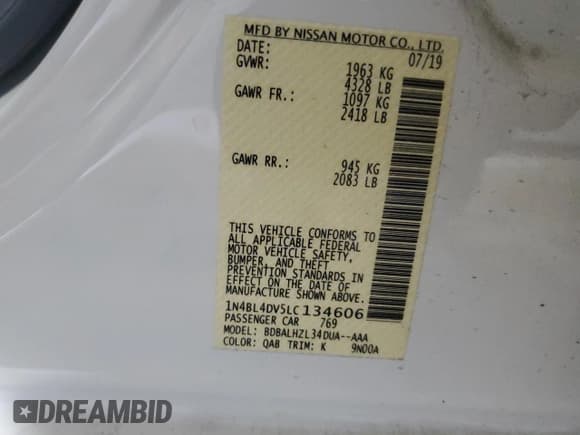 MFD BY NISSAN MOTOR CO., LTD.
DATE: 07/19
GVWR: 1963 KG
4328 LB
GAWR FR.: 1097 KG
2418 LB
GAWR RR.: 945 KG
2083 LB
THIS VEHICLE CONFORMS TO
ALL APPLICABLE FEDERAL
MOTOR VEHICLE SAFETY,
BUMPER, AND THEFT
PREVENTION STANDARDS IN
EFFECT ON THE DATE OF
MANUFACTURE SHOWN ABOVE.
1N4BL4DV5LC134606
PASSENGER CAR 769
MODEL: BDBALHZL34DUA--AAA
COLOR: QAB TRIM: K 9N00A
DREAMBID